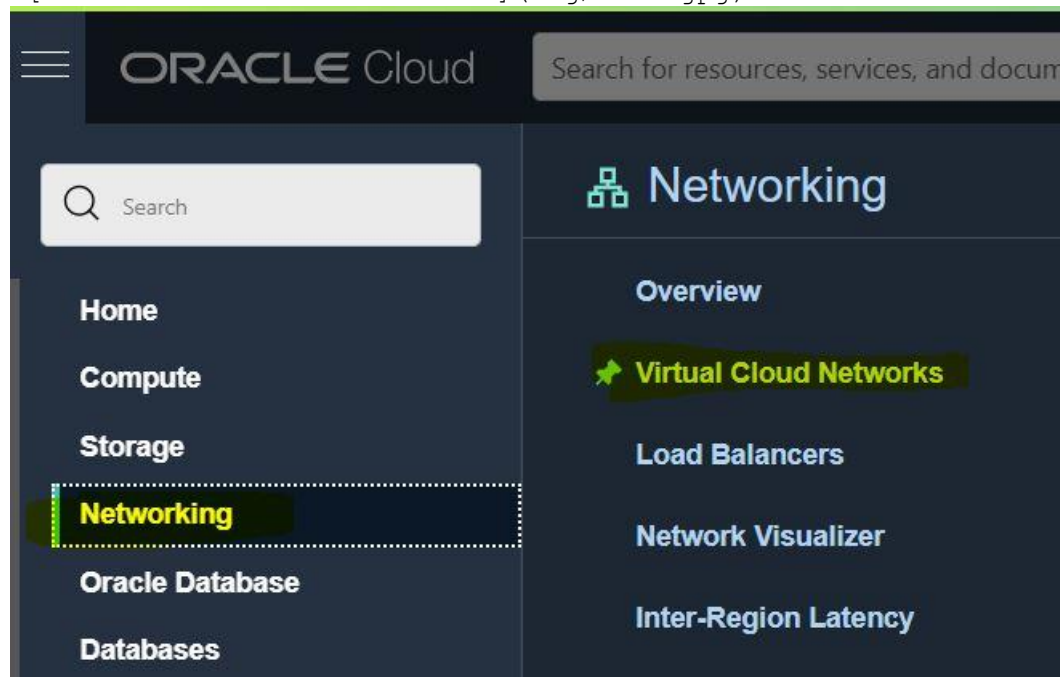 ORACLE Cloud
Search for resources, services, and docum
Search
Home
Compute
Storage
Networking
Oracle Database
Databases
Networking
Overview
Virtual Cloud Networks
Load Balancers
Network Visualizer
Inter-Region Latency